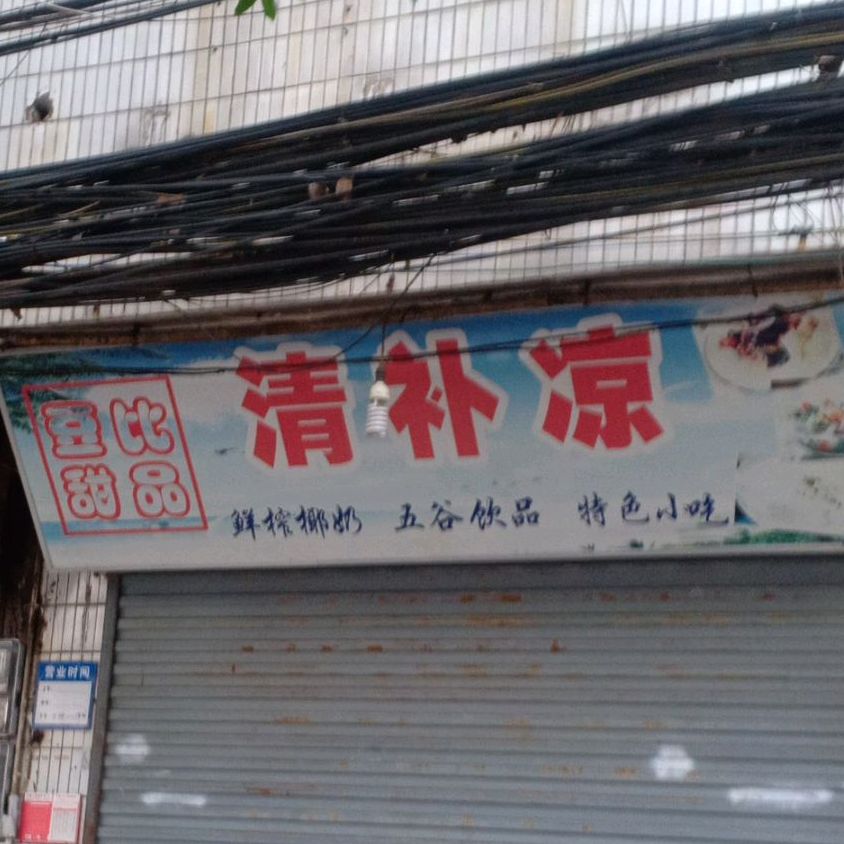 壹比
甜品
清补凉
鲜榨椰奶 五谷饮品 特色小吃
营业时间